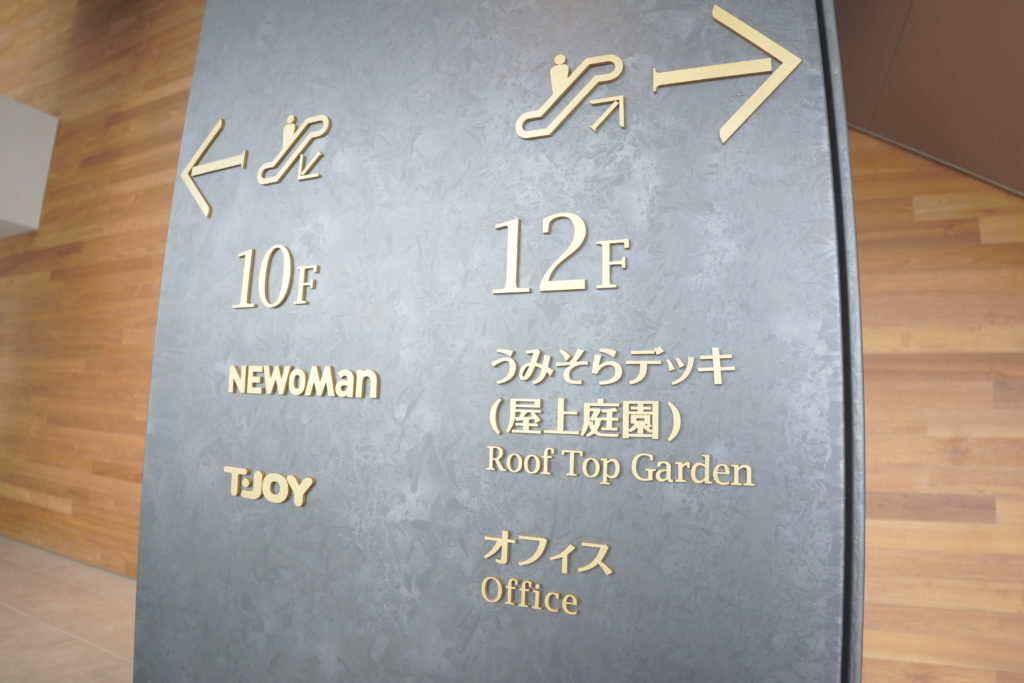 10F
NEWoMan
T・JOY
12F
うみそらデッキ
(屋上庭園)
Roof Top Garden
オフィス
Office